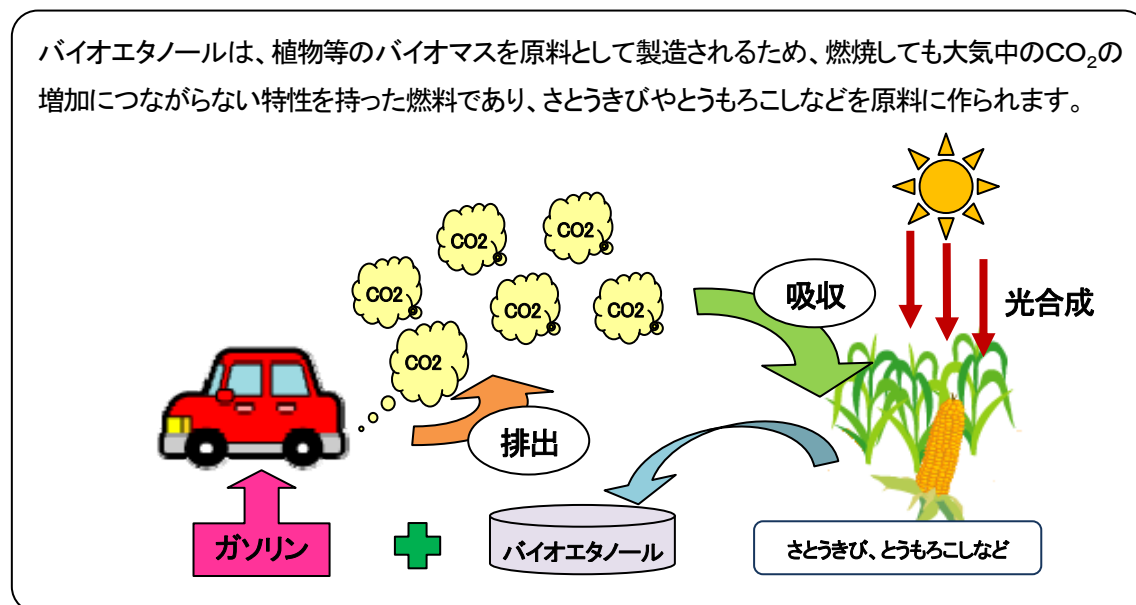 バイオエタノールは、植物等のバイオマスを原料として製造されるため、燃焼しても大気中のCO₂の
増加につながらない特性を持った燃料であり、さとうきびやとうもろこしなどを原料に作られます。
CO2
CO2
CO2
CO2
CO2
CO2
吸収
光合成
排出
ガソリン
バイオエタノール
さとうきび、とうもろこしなど